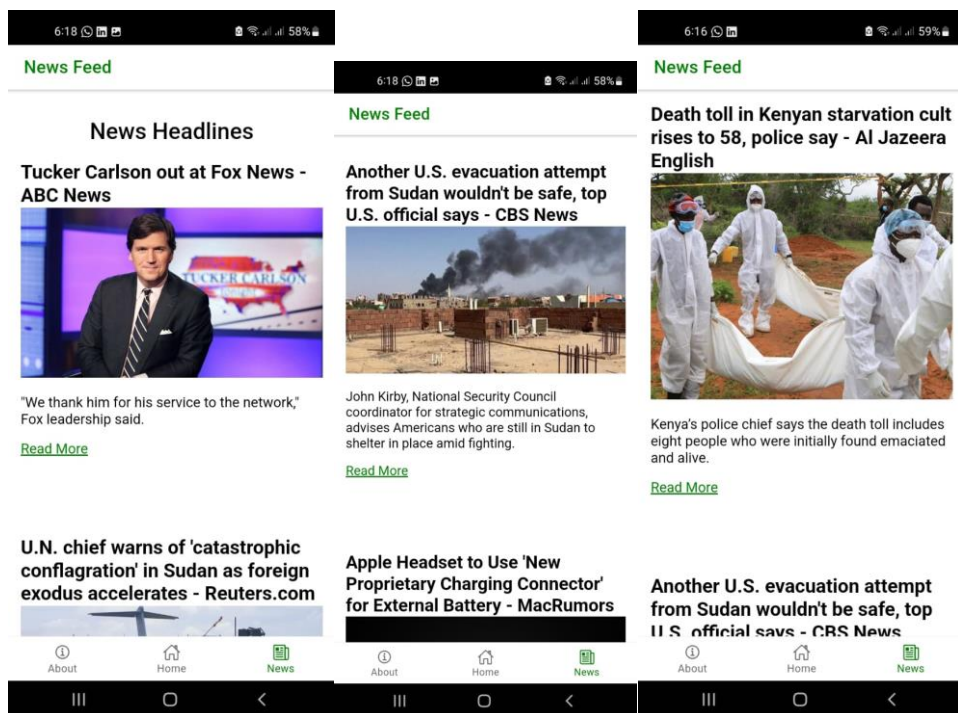 6:18
58%
News Feed
News Headlines
Tucker Carlson out at Fox News -
ABC News
TUCKER CARLSON
TONIGHT
"We thank him for his service to the network,"
Fox leadership said.
Read More
U.N. chief warns of 'catastrophic
conflagration' in Sudan as foreign
exodus accelerates - Reuters.com
About
Home
News
6:18
58%
News Feed
Another U.S. evacuation attempt
from Sudan wouldn't be safe, top
U.S. official says - CBS News
John Kirby, National Security Council
coordinator for strategic communications,
advises Americans who are still in Sudan to
shelter in place amid fighting.
Read More
Apple Headset to Use 'New
Proprietary Charging Connector'
for External Battery - MacRumors
About
Home
News
6:16
59%
News Feed
Death toll in Kenyan starvation cult
rises to 58, police say - Al Jazeera
English
Kenya's police chief says the death toll includes
eight people who were initially found emaciated
and alive.
Read More
Another U.S. evacuation attempt
from Sudan wouldn't be safe, top
U.S. official says - CBS News
About
Home
News